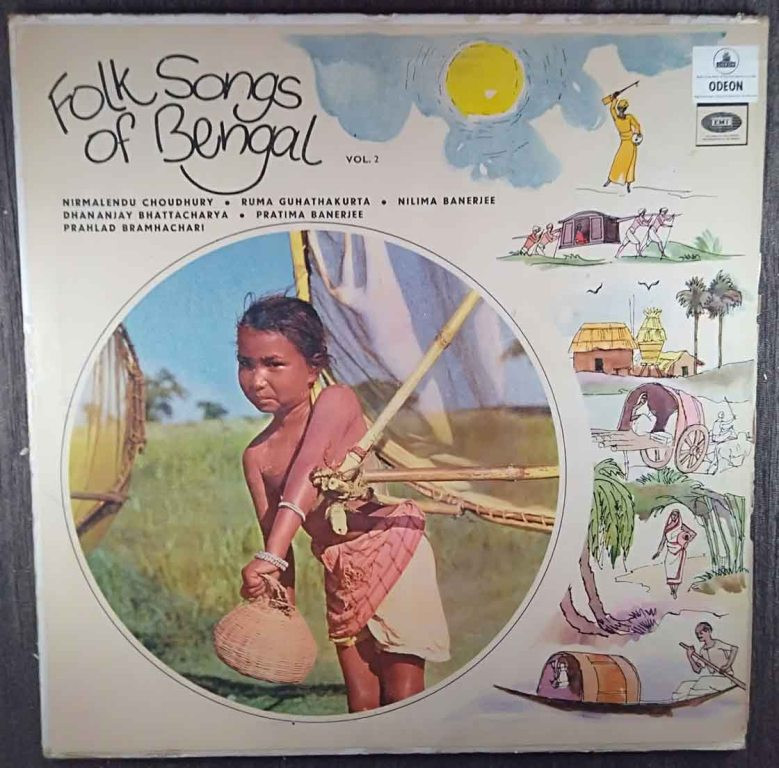 Folk Songs
of Bengal
VOL. 2
NIRMALENDU CHOUDHURY • RUMA GUHATHAKURTA • NILIMA BANERJEE
DHANANJAY BHATTACHARYA • PRATIMA BANERJEE
PRAHLAD BRAMHACHARI
ODEON
EMI